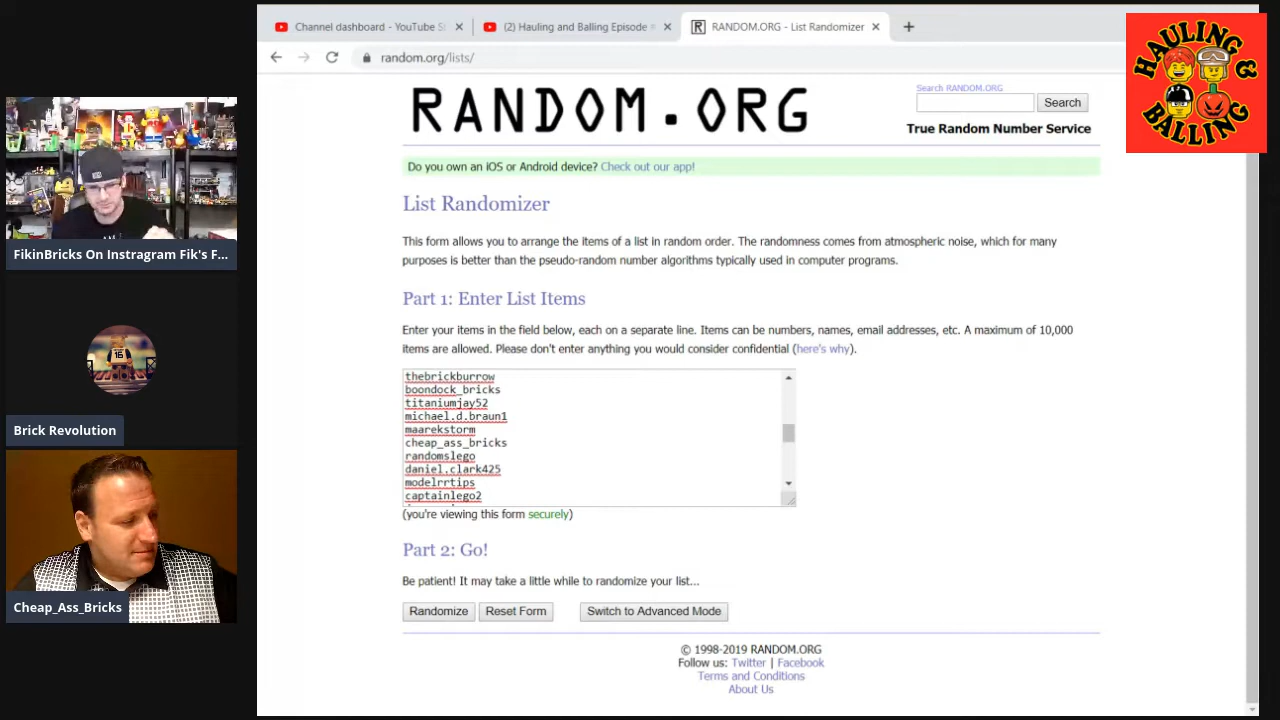 Channel dashboard - YouTube S
(2) Hauling and Balling Episode #
RANDOM.ORG - List Randomizer
random.org/lists/
HAULING &
BALLING
RANDOM.ORG
Search RANDOM.ORG
Search
True Random Number Service
Do you own an iOS or Android device? Check out our app!
List Randomizer
This form allows you to arrange the items of a list in random order. The randomness comes from atmospheric noise, which for many
purposes is better than the pseudo-random number algorithms typically used in computer programs.
Part 1: Enter List Items
Enter your items in the field below, each on a separate line. Items can be numbers, names, email addresses, etc. A maximum of 10,000
items are allowed. Please don't enter anything you would consider confidential (here's why).
thebrickburrow
boondock_bricks
titaniumjay52
michael.d.braun1
maarekstorm
cheap_ass_bricks
randomslego
daniel.clark425
modelrrtips
captainlego2
(you're viewing this form securely)
Part 2: Go!
Be patient! It may take a little while to randomize your list...
Randomize
Reset Form
Switch to Advanced Mode
© 1998-2019 RANDOM.ORG
Follow us: Twitter | Facebook
Terms and Conditions
About Us
FikinBricks On Instragram Fik's F...
16
Brick Revolution
Cheap_Ass_Bricks